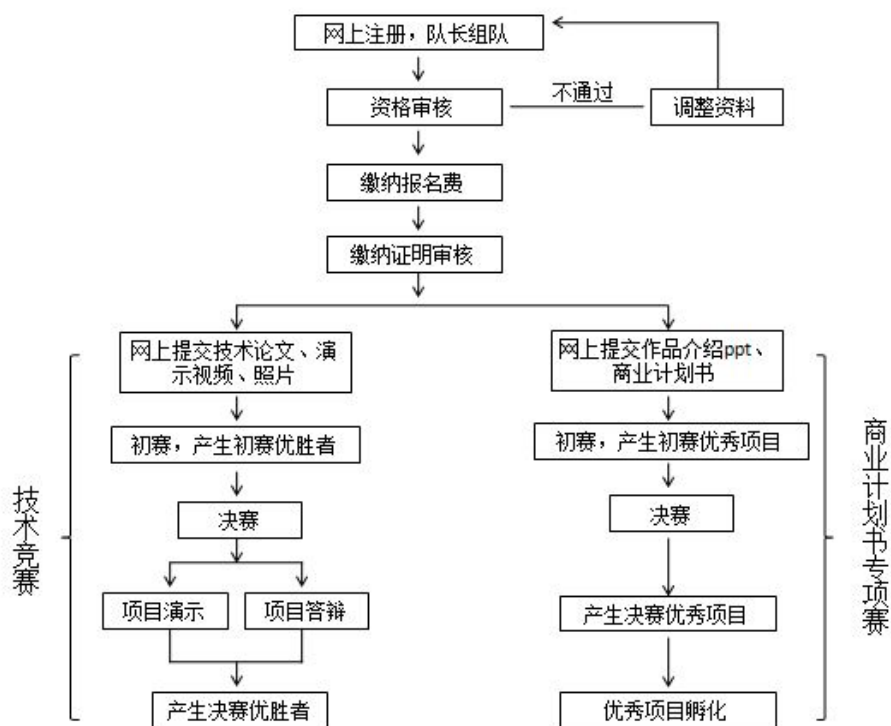 网上注册，队长组队
不通过
资格审核
调整资料
缴纳报名费
缴纳证明审核
网上提交技术论文、演
示视频、照片
网上提交作品介绍ppt、
商业计划书
初赛，产生初赛优胜者
初赛，产生初赛优秀项目
技术竞赛
商业计划书专项赛
决赛
决赛
项目演示
项目答辩
产生决赛优秀项目
产生决赛优胜者
优秀项目孵化